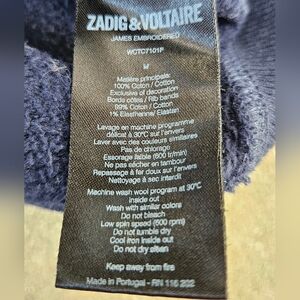 ZADIG&VOLTAIRE
JAMES EMBROIDERED
WCTC7101F
M
Matière principale
100% Coton / Cotton
Exclusive of decoration
Bords côtes / Rib bands
99% Coton / Cotton
1% Elasthanne/ Elastan
Lavage en machine programme
délicat à 30°C sur l'envers
Laver avec des couleurs similaires
Pas de chlorage
Essorage faible (600 tr/mn)
Ne pas sécher en tambour
Repassage à fer doux sur l'envers
Nettoyage à sec interdit
Machine wash wool program at 30°C
inside out
Wash with similar colors
Do not bleach
Low spin speed (600 rpm)
Do not tumble dry
Cool iron inside out
Do not dry clean
Keep away from fire
Made in Portugal - RN 116 202